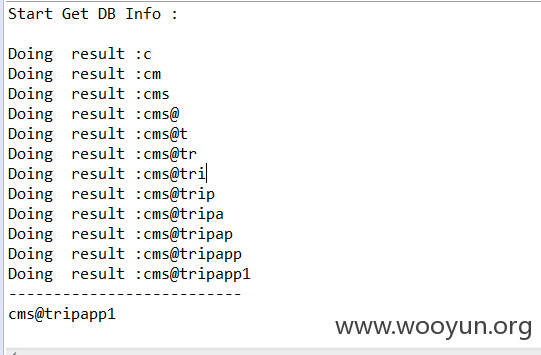 Start Get DB Info :
Doing  result :c
Doing  result :cm
Doing  result :cms
Doing  result :cms@
Doing  result :cms@t
Doing  result :cms@tr
Doing  result :cms@tri
Doing  result :cms@trip
Doing  result :cms@tripa
Doing  result :cms@tripap
Doing  result :cms@tripapp
Doing  result :cms@tripapp1
--------------------------
cms@tripapp1
www.wooyun.org